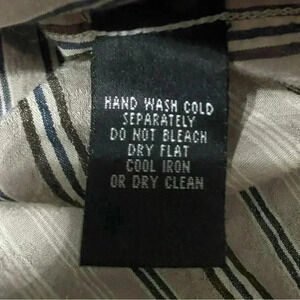 HAND WASH COLD
SEPARATELY
DO NOT BLEACH
DRY FLAT
COOL IRON
OR DRY CLEAN